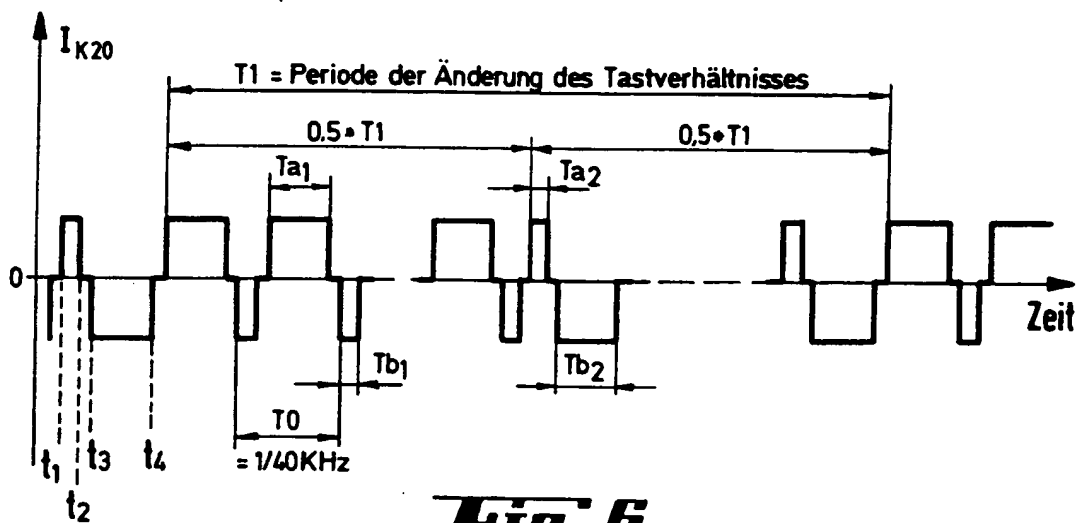 I K20
T1 = Periode der Änderung des Tastverhältnisses
0.5 * T1
0,5 * T1
Ta1
Ta2
0
Zeit
Tb1
Tb2
T0
= 1/40KHz
t1
t2
t3
t4
Fig. 6